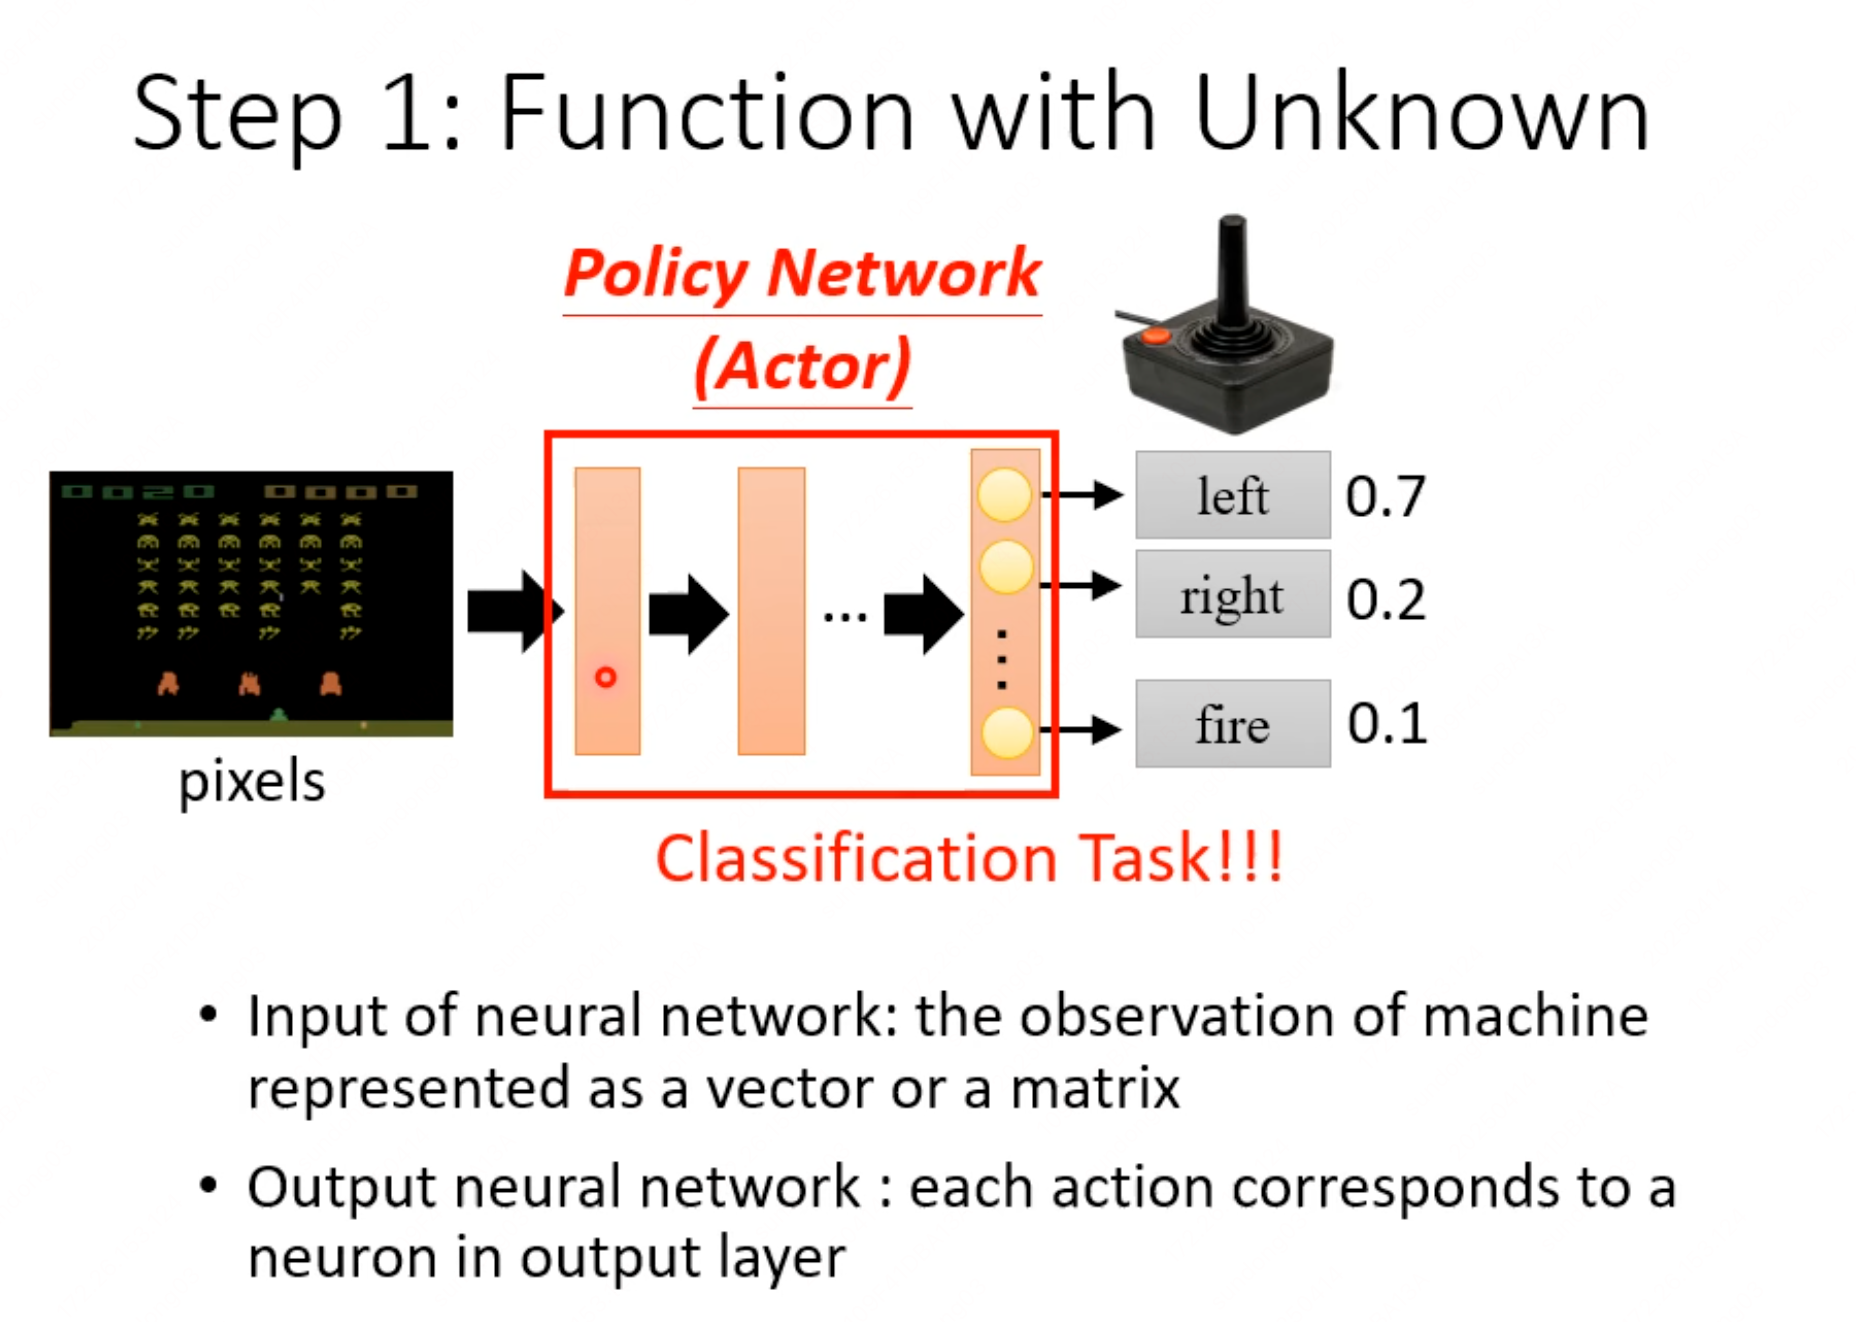 Step 1: Function with Unknown
Policy Network
(Actor)
0020 0000
pixels
...
left 0.7
right 0.2
fire 0.1
Classification Task!!!
• Input of neural network: the observation of machine
represented as a vector or a matrix
• Output neural network : each action corresponds to a
neuron in output layer